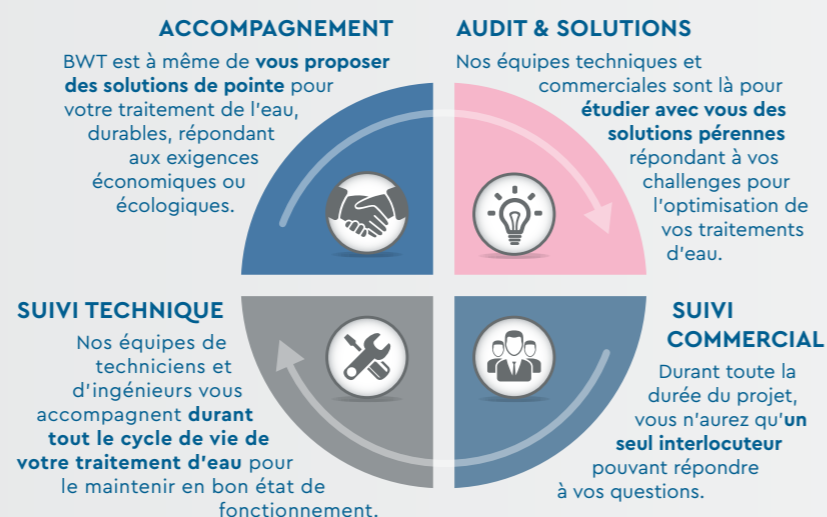 ACCOMPAGNEMENT
BWT est à même de vous proposer
des solutions de pointe pour
votre traitement de l'eau,
durables, répondant
aux exigences
économiques ou
écologiques.
AUDIT & SOLUTIONS
Nos équipes techniques et
commerciales sont là pour
étudier avec vous des
solutions pérennes
répondant à vos
challenges pour
l'optimisation de
vos traitements
d'eau.
SUIVI TECHNIQUE
Nos équipes de
techniciens et
d'ingénieurs vous
accompagnent durant
tout le cycle de vie de
votre traitement d'eau pour
le maintenir en bon état de
fonctionnement.
SUIVI
COMMERCIAL
Durant toute la
durée du projet,
vous n'aurez qu'un
seul interlocuteur
pouvant répondre
à vos questions.